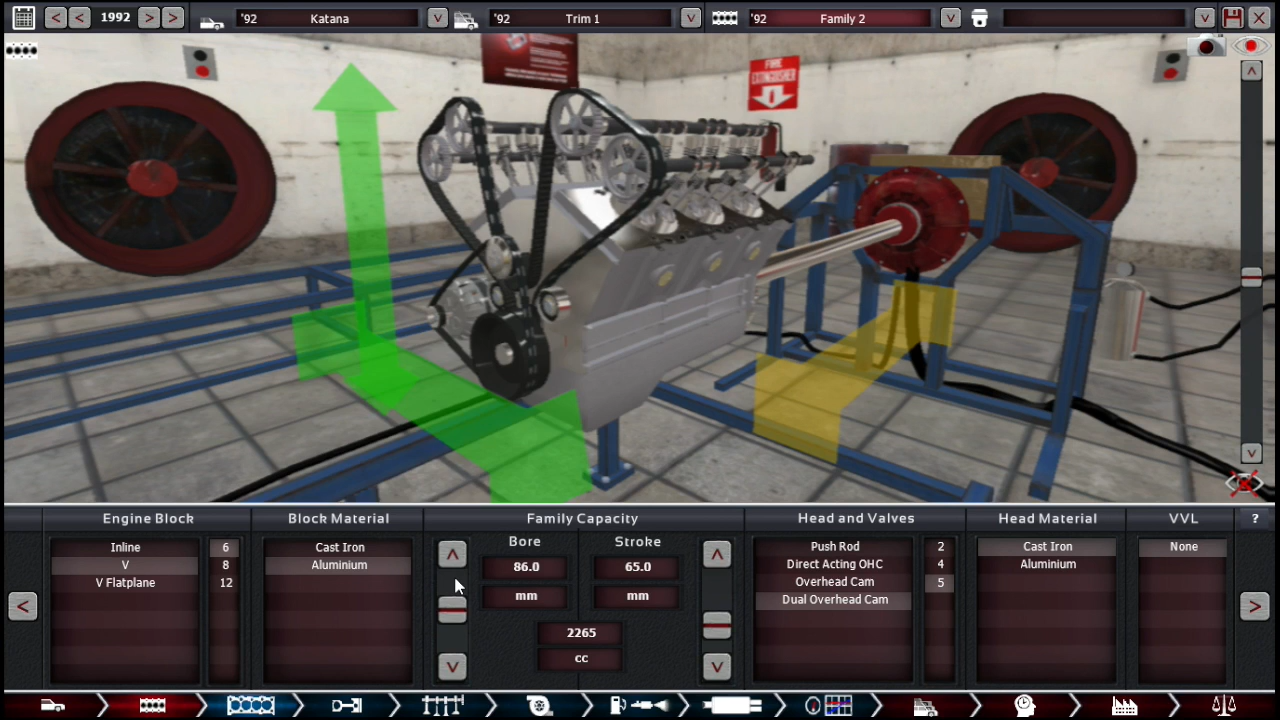 1992 '92 Katana '92 Trim 1 '92 Family 2
FIRE
EXTINGUISHER
Engine Block Block Material Family Capacity Head and Valves Head Material VVL ?
Bore Stroke
Inline 6 Cast Iron Push Rod 2 Cast Iron None
V 8 Aluminium 86.0 65.0 Direct Acting OHC 4 Aluminium
V Flatplane 12 Overhead Cam 5
mm mm Dual Overhead Cam
2265
cc